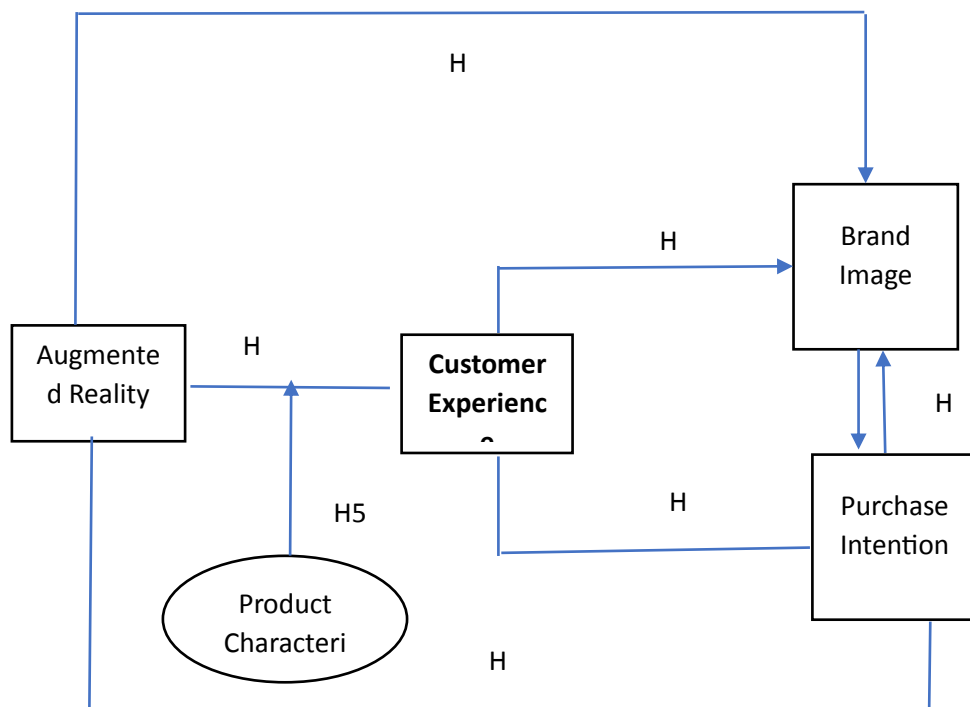 H
Brand
Image
H
Augmente
d Reality
H
Customer
Experienc
H
Purchase
Intention
H
H5
Product
Characteri
H